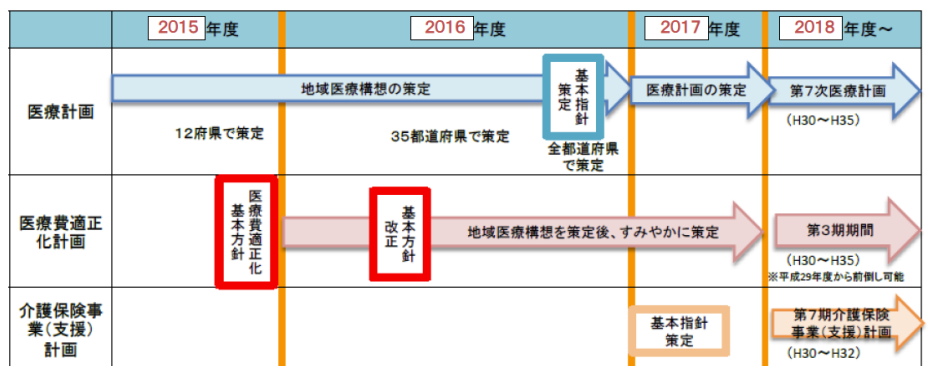 2015年度
2016年度
2017年度
2018年度～
医療計画
地域医療構想の策定
基本指針
策定
医療計画の策定
第7次医療計画
（H30～H35）
12府県で策定
35都道府県で策定
全都道府県
で策定
医療費適正
化計画
医療費適正化
基本方針
基本方針
改正
地域医療構想を策定後、すみやかに策定
第3期期間
（H30～H35）
※平成29年度から前倒し可能
介護保険事
業（支援）
計画
基本指針
策定
第7期介護保険
事業（支援）計画
（H30～H32）